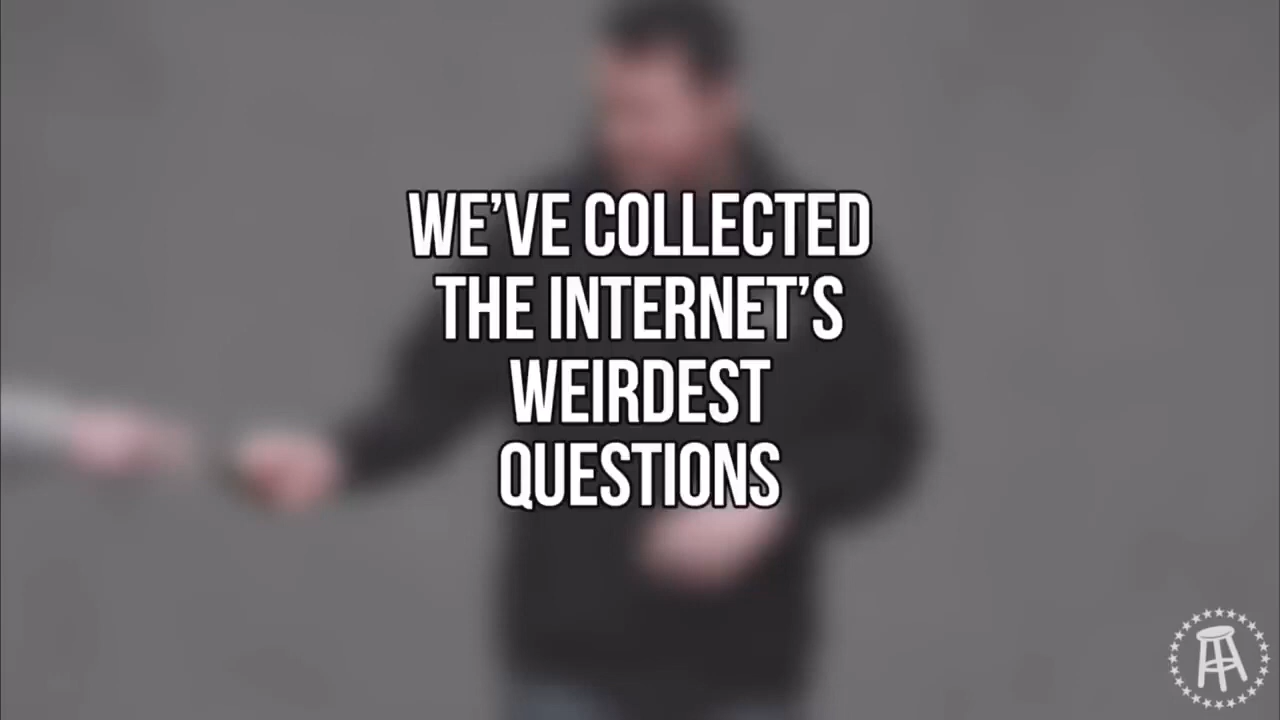 WE’VE COLLECTED
THE INTERNET’S
WEIRDEST
QUESTIONS